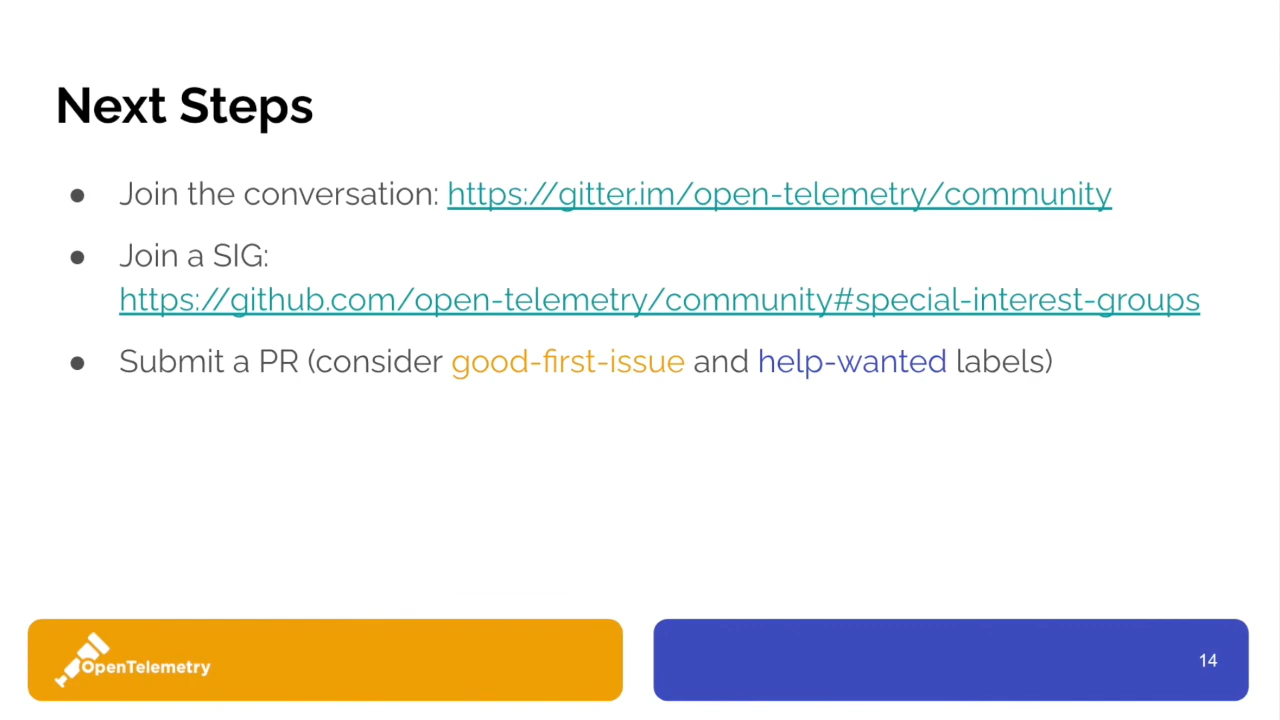 Next Steps
● Join the conversation: https://gitter.im/open-telemetry/community
● Join a SIG:
https://github.com/open-telemetry/community#special-interest-groups
● Submit a PR (consider good-first-issue and help-wanted labels)
OpenTelemetry
14